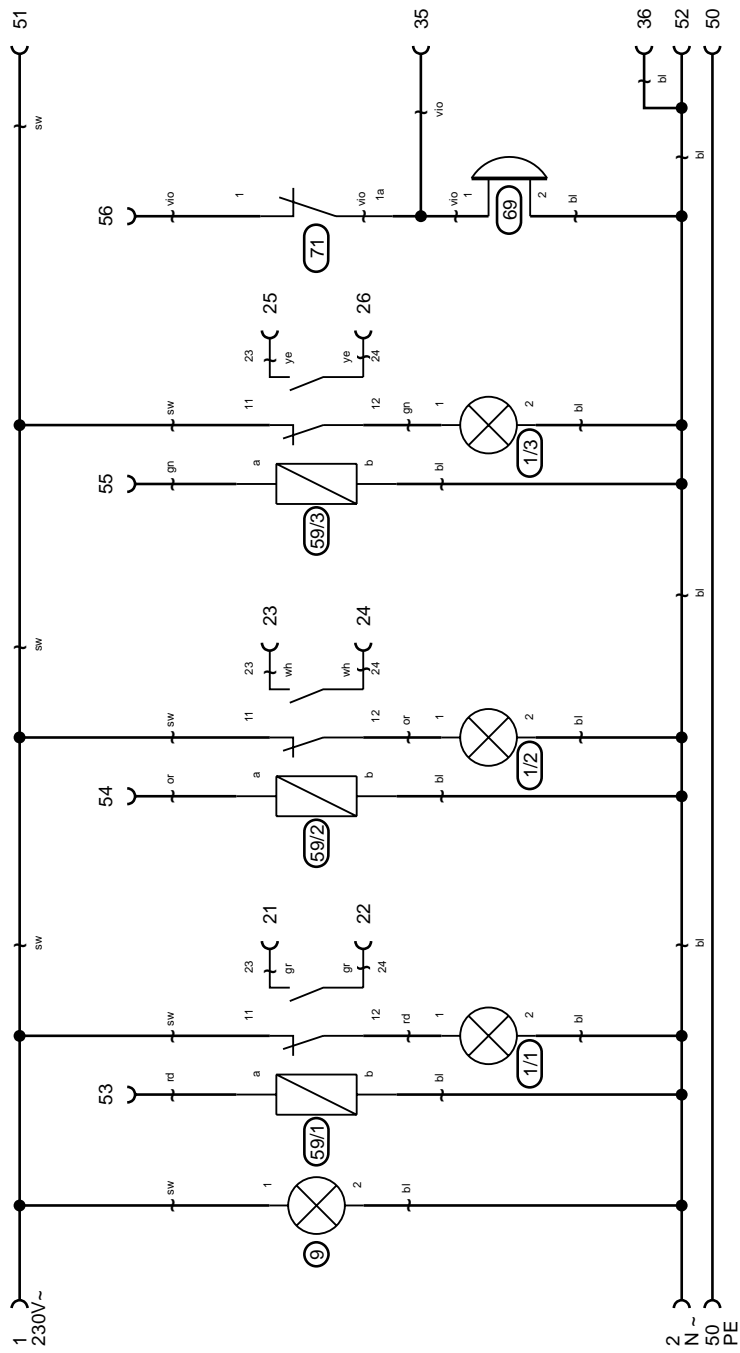 1
230V~
51
sw
sw
sw
sw
53
54
55
56
sw
rd
sw
or
sw
gn
sw
vio
1
a
11
23
21
a
11
23
23
a
11
23
25
1
gr
wh
ye
9
59/1
59/2
59/3
71
gr
wh
ye
2
b
12
24
22
b
12
24
24
b
12
24
26
vio
1a
bl
rd
or
gn
35
bl
1
bl
1
bl
1
vio
1
vio
69
1/1
2
1/2
2
1/3
2
2
bl
bl
bl
bl
36
bl
2
N ~
52
bl
bl
bl
50
PE
50